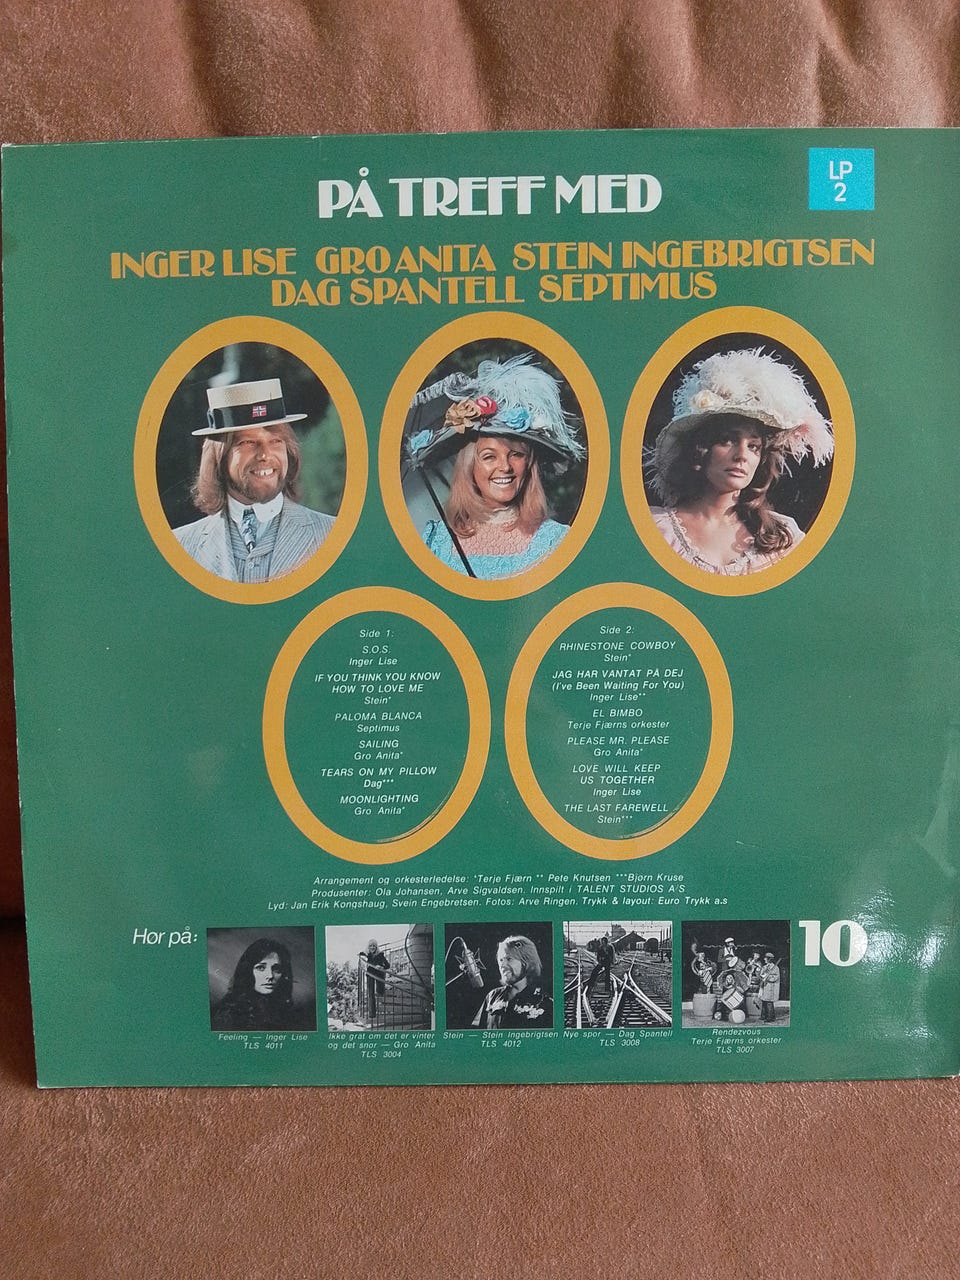 PÅ TREFF MED
LP
2
INGER LISE GRO ANITA STEIN INGEBRIGTSEN
DAG SPANTELL SEPTIMUS
Side 1:
S.O.S.
Inger Lise
IF YOU THINK YOU KNOW
HOW TO LOVE ME
Stein*
PALOMA BLANCA
Septimus
SAILING
Gro Anita*
TEARS ON MY PILLOW
Dag***
MOONLIGHTING
Gro Anita*
Side 2:
RHINESTONE COWBOY
Stein*
JAG HAR VANTAT PÅ DEJ
(I've Been Waiting For You)
Inger Lise**
EL BIMBO
Terje Fjærns orkester
PLEASE MR. PLEASE
Gro Anita*
LOVE WILL KEEP
US TOGETHER
Inger Lise
THE LAST FAREWELL
Stein***
Arrangement og orkesterledelse: *Terje Fjærn ** Pete Knutsen ***Bjørn Kruse
Produsenter: Ola Johansen, Arve Sigvaldsen. Innspilt i TALENT STUDIOS A/S
Lyd: Jan Erik Kongshaug, Svein Engebretsen. Fotos: Arve Ringen. Trykk & layout: Euro Trykk a.s
Hør på:
10
Feeling — Inger Lise
TLS 4011
Ikke gråt om det er vinter
og det snør — Gro Anita
TLS 3004
Stein — Stein Ingebrigtsen
TLS 4012
Nye spor — Dag Spantell
TLS 3008
Rendezvous
Terje Fjærns orkester
TLS 3007